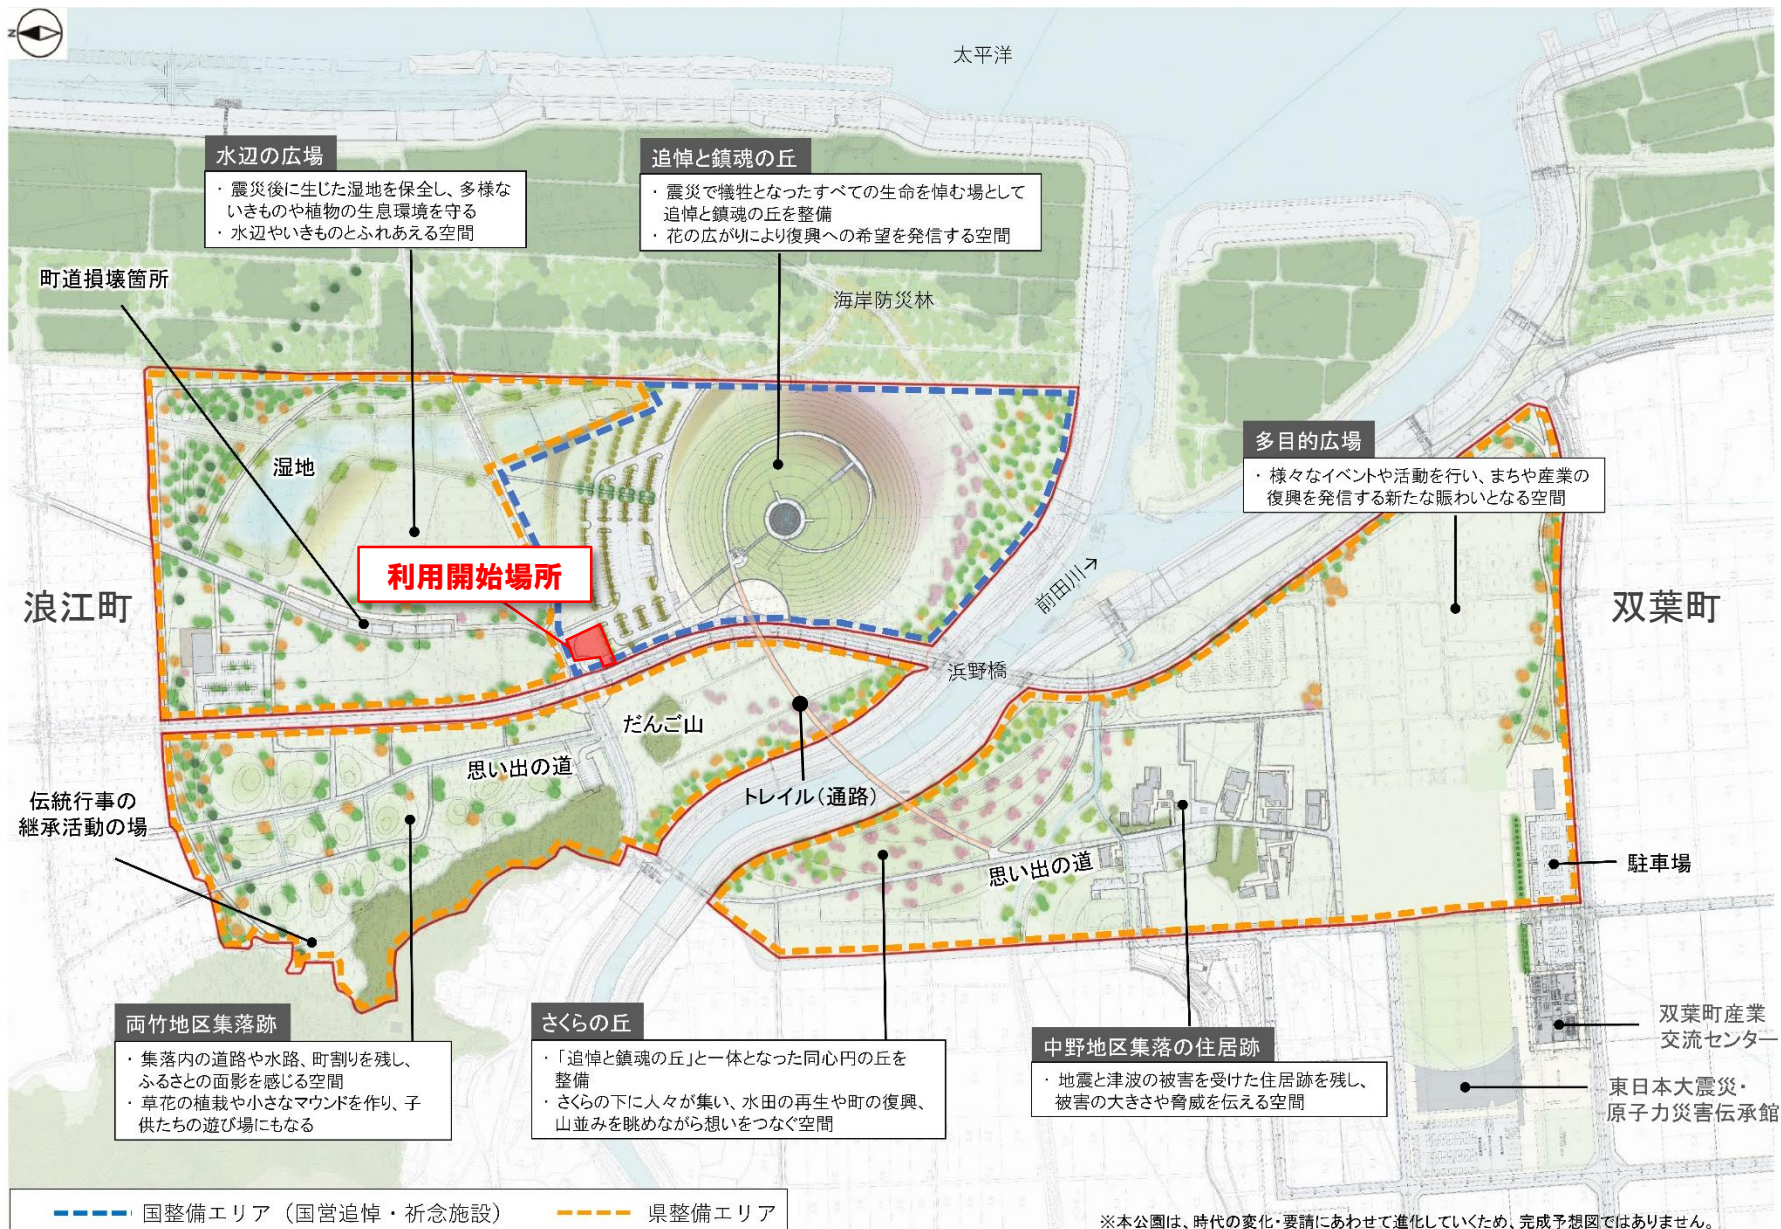 N
太平洋
水辺の広場
・震災後に生じた湿地を保全し、多様な
いきものや植物の生息環境を守る
・水辺やいきものとふれあえる空間
追悼と鎮魂の丘
・震災で犠牲となったすべての生命を悼む場として
追悼と鎮魂の丘を整備
・花の広がりにより復興への希望を発信する空間
町道損壊箇所
海岸防災林
多目的広場
・様々なイベントや活動を行い、まちや産業の
復興を発信する新たな賑わいとなる空間
湿地
利用開始場所
浪江町
双葉町
前田川→
浜野橋
だんご山
思い出の道
トレイル(通路)
伝統行事の
継承活動の場
思い出の道
駐車場
両竹地区集落跡
・集落内の道路や水路、町割りを残し、
ふるさとの面影を感じる空間
・草花の植栽や小さなマウンドを作り、子
供たちの遊び場にもなる
さくらの丘
・「追悼と鎮魂の丘」と一体となった同心円の丘を
整備
・さくらの下に人々が集い、水田の再生や町の復興、
山並みを眺めながら想いをつなぐ空間
中野地区集落の住居跡
・地震と津波の被害を受けた住居跡を残し、
被害の大きさや脅威を伝える空間
双葉町産業
交流センター
東日本大震災・
原子力災害伝承館
国整備エリア(国営追悼・祈念施設)
県整備エリア
※本公園は、時代の変化・要請にあわせて進化していくため、完成予想図ではありません。